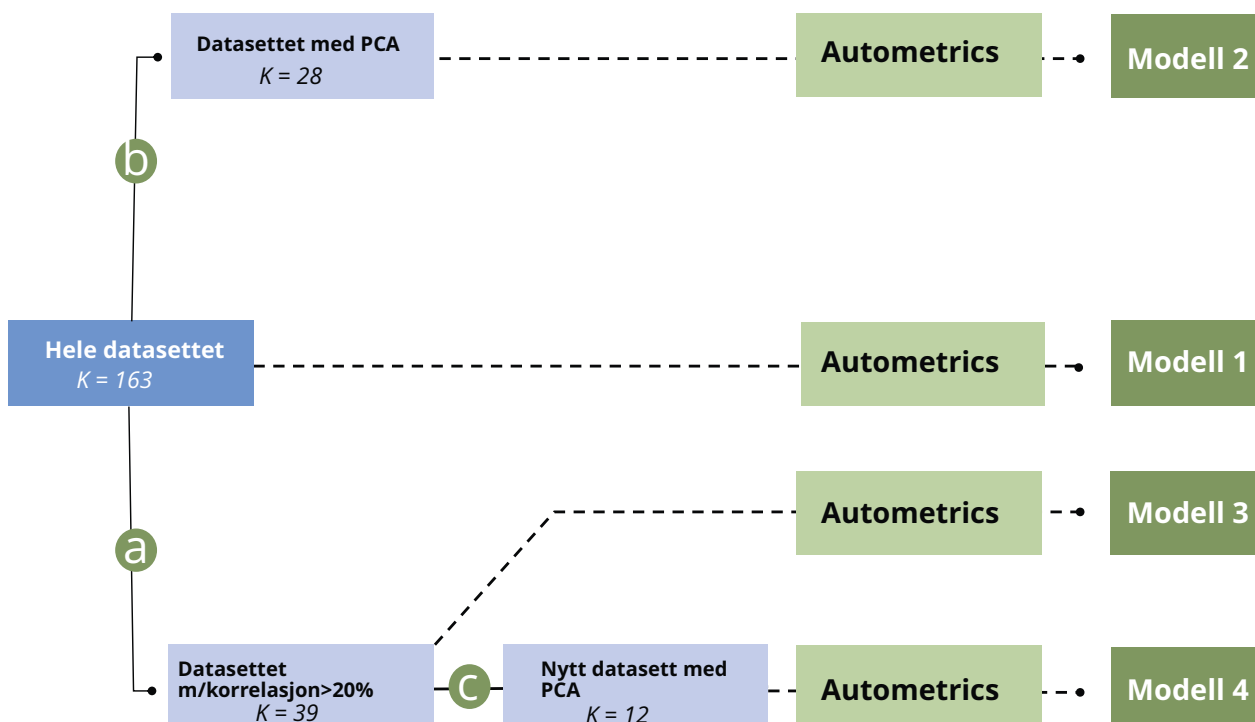 Datasettet med PCA
K = 28
Autometrics
Modell 2
b
Hele datasettet
K = 163
Autometrics
Modell 1
Autometrics
Modell 3
a
Datasettet
m/korrelasjon>20%
K = 39
c
Nytt datasett med
PCA
K = 12
Autometrics
Modell 4